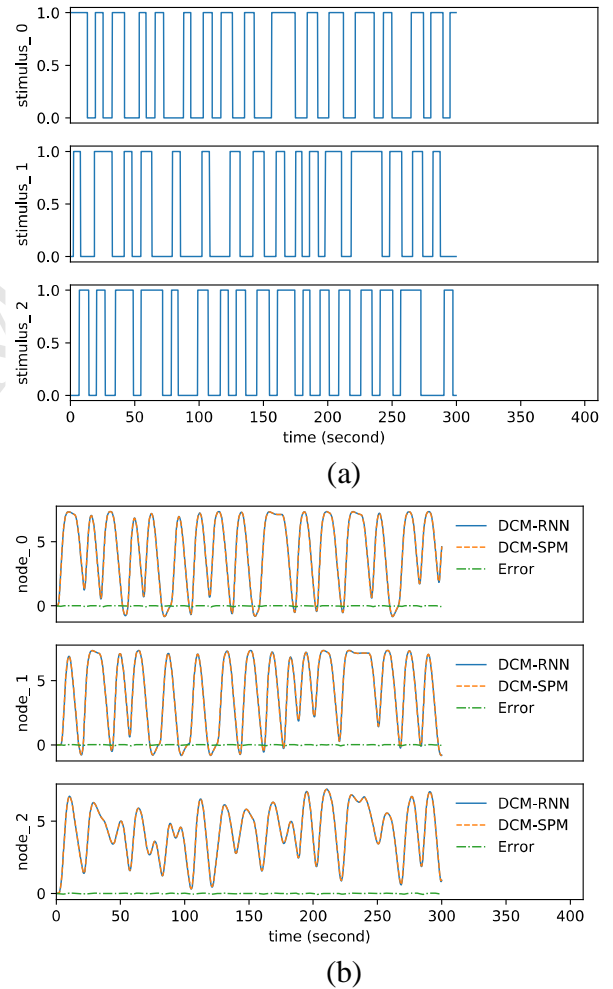 1.0
0.5
0.0
stimulus_0
1.0
0.5
0.0
stimulus_1
1.0
0.5
0.0
stimulus_2
0 50 100 150 200 250 300 350 400
time (second)
(a)
5
0
node_0
DCM-RNN
DCM-SPM
Error
5
0
node_1
DCM-RNN
DCM-SPM
Error
5
0
node_2
DCM-RNN
DCM-SPM
Error
0 50 100 150 200 250 300 350 400
time (second)
(b)